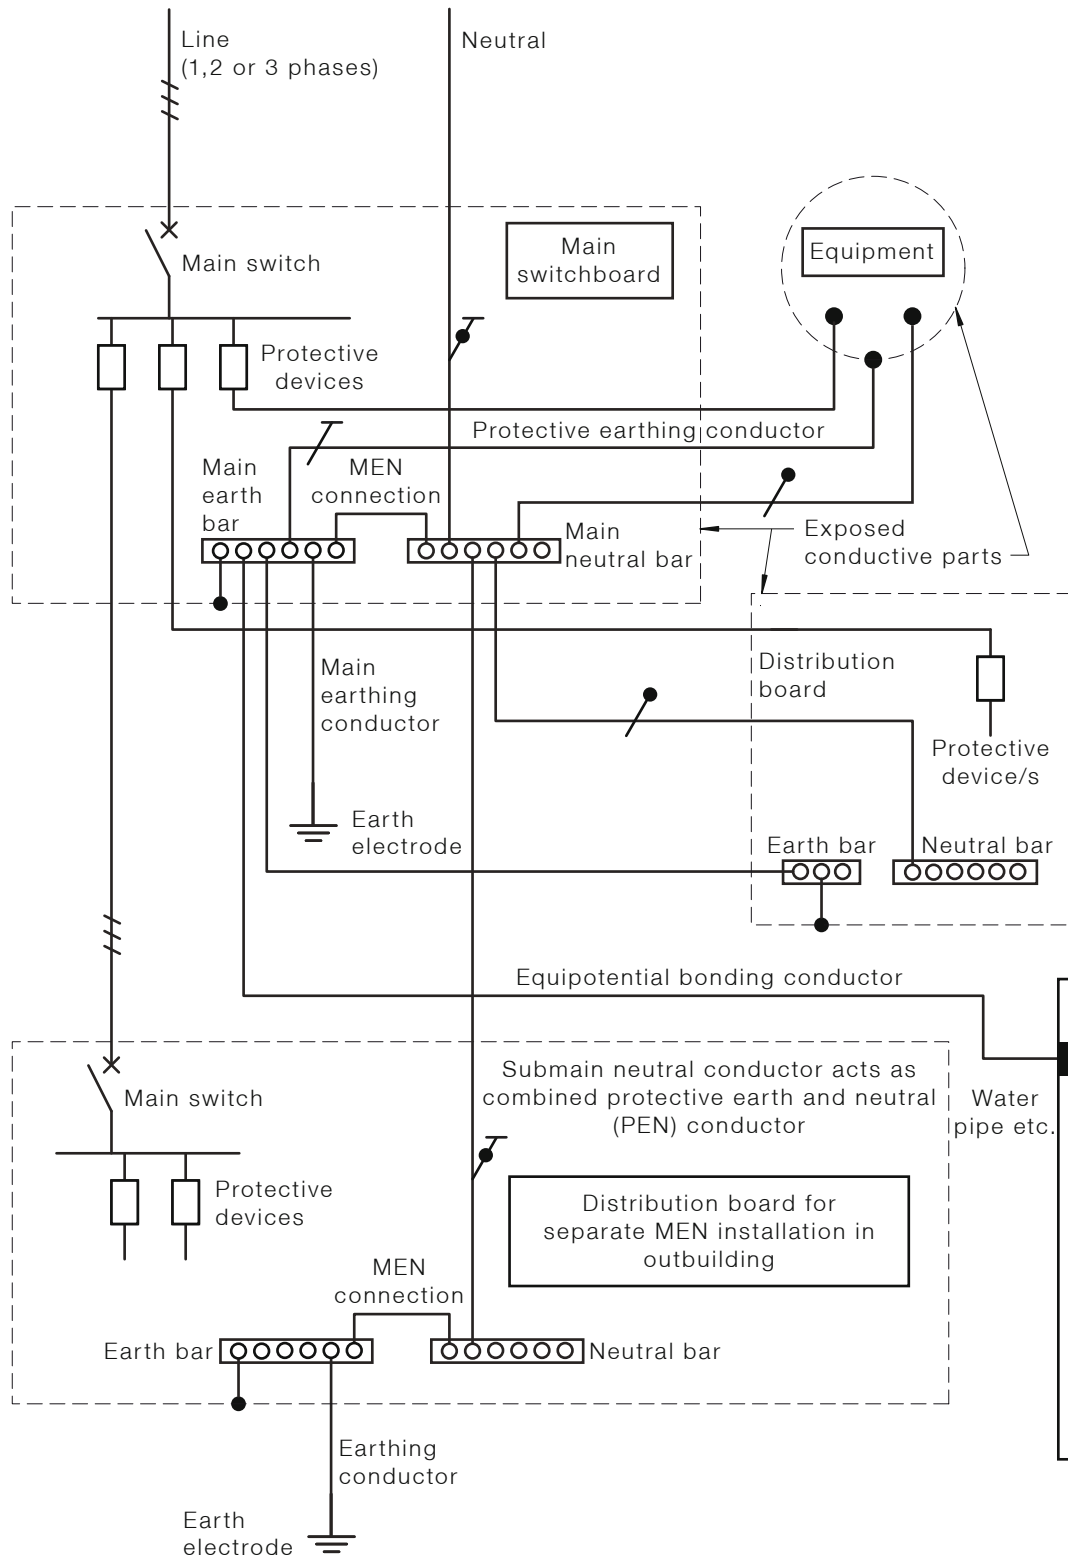 Line
(1,2 or 3 phases)
Neutral
Main switch
Main
switchboard
Equipment
Protective
devices
Protective earthing conductor
Main
earth
bar
MEN
connection
Main
neutral bar
Exposed
conductive parts
Main
earthing
conductor
Distribution
board
Protective
device/s
Earth
electrode
Earth bar
Neutral bar
Equipotential bonding conductor
Main switch
Submain neutral conductor acts as
combined protective earth and neutral
(PEN) conductor
Water
pipe etc.
Protective
devices
Distribution board for
separate MEN installation in
outbuilding
MEN
connection
Earth bar
Neutral bar
Earthing
conductor
Earth
electrode